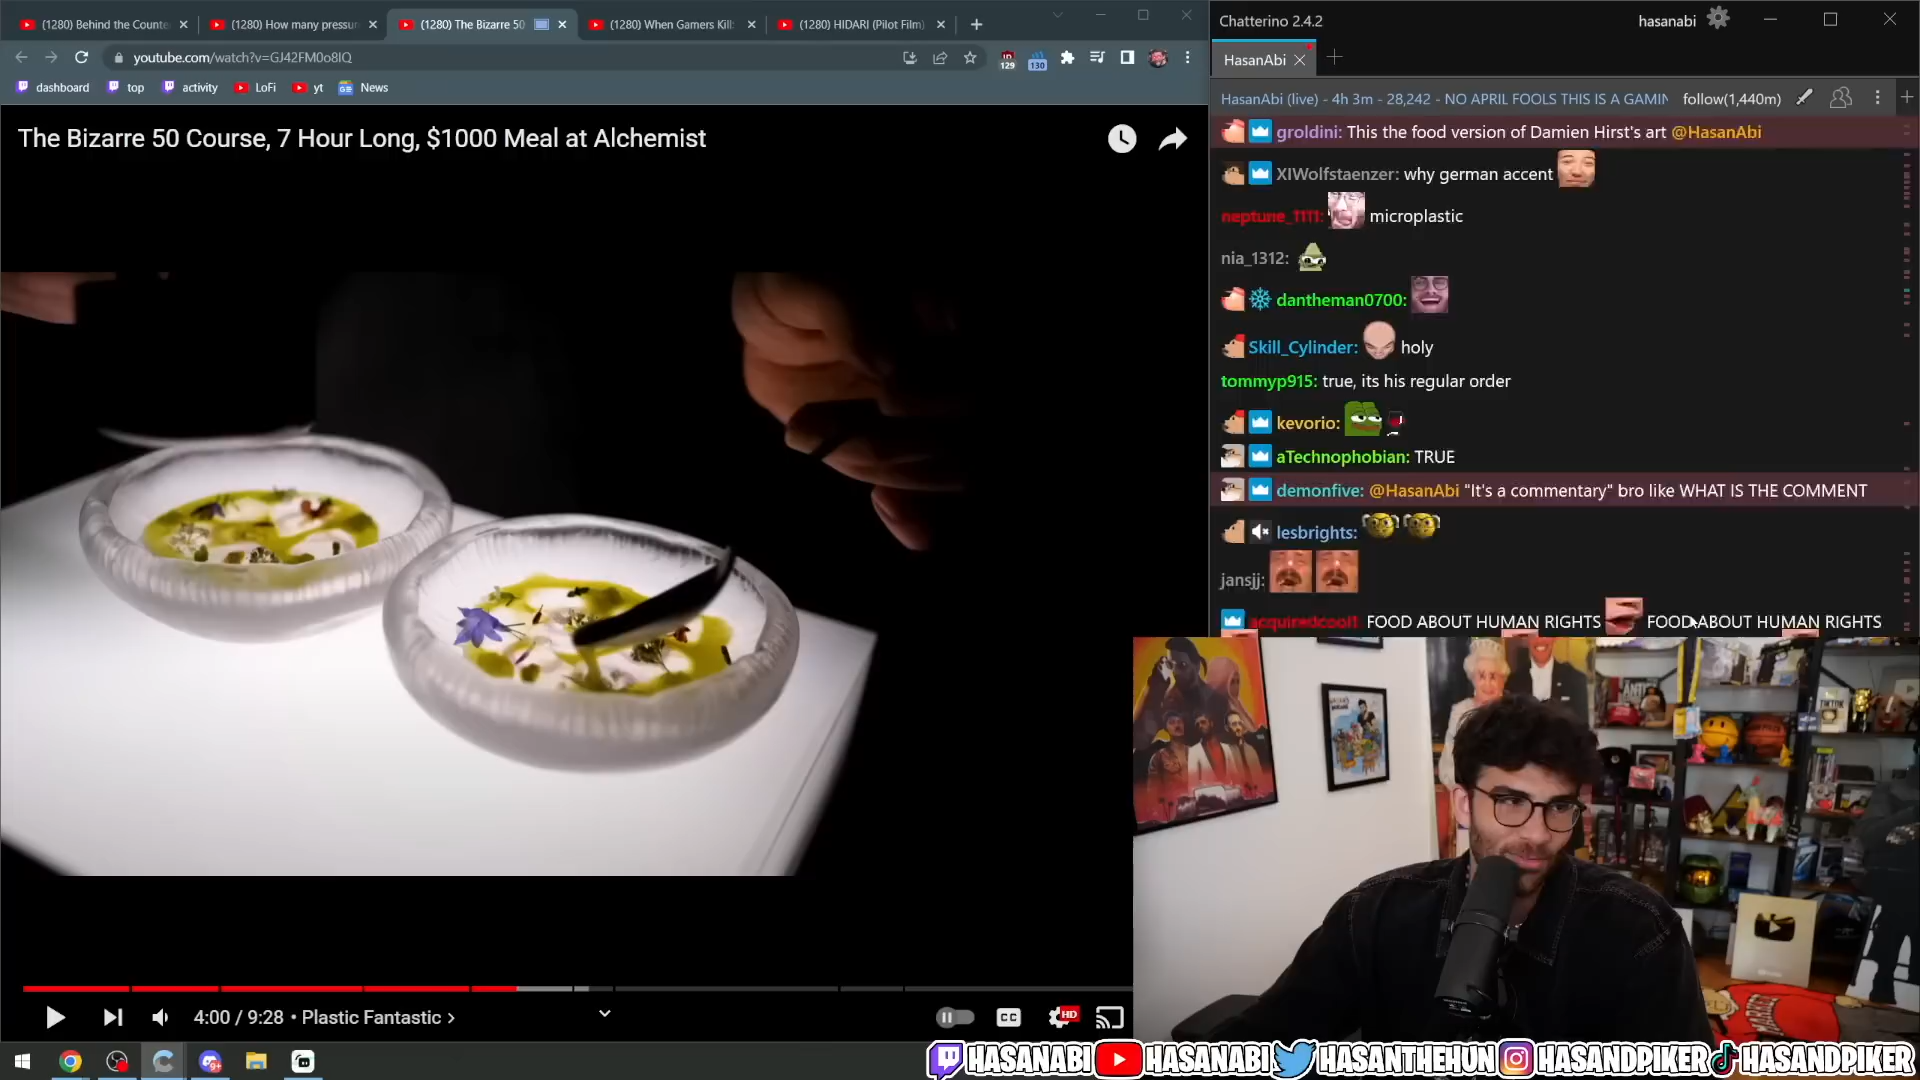 (1280) Behind the Counte
(1280) How many pressur
(1280) The Bizarre 50
(1280) When Gamers Kill
(1280) HIDARI (Pilot Film)
youtube.com/watch?v=GJ42FM0o8IQ
129
130
dashboard
top
activity
LoFi
yt
News
The Bizarre 50 Course, 7 Hour Long, $1000 Meal at Alchemist
4:00 / 9:28 • Plastic Fantastic
CC
HD
Chatterino 2.4.2
hasanabi
HasanAbi
HasanAbi (live) - 4h 3m - 28,242 - NO APRIL FOOLS THIS IS A GAMIN
follow(1,440m)
groldini: This the food version of Damien Hirst's art @HasanAbi
XIWolfstaenzer: why german accent
neptune_1111: microplastic
nia_1312:
dantheman0700:
Skill_Cylinder: holy
tommyp915: true, its his regular order
kevorio:
aTechnophobian: TRUE
demonfive: @HasanAbi "It's a commentary" bro like WHAT IS THE COMMENT
lesbrights:
jansjj:
acquiredcool1 FOOD ABOUT HUMAN RIGHTS FOOD ABOUT HUMAN RIGHTS
HASANABI
HASANABI
HASANTHEHUN
HASANDPIKER
HASANDPIKER